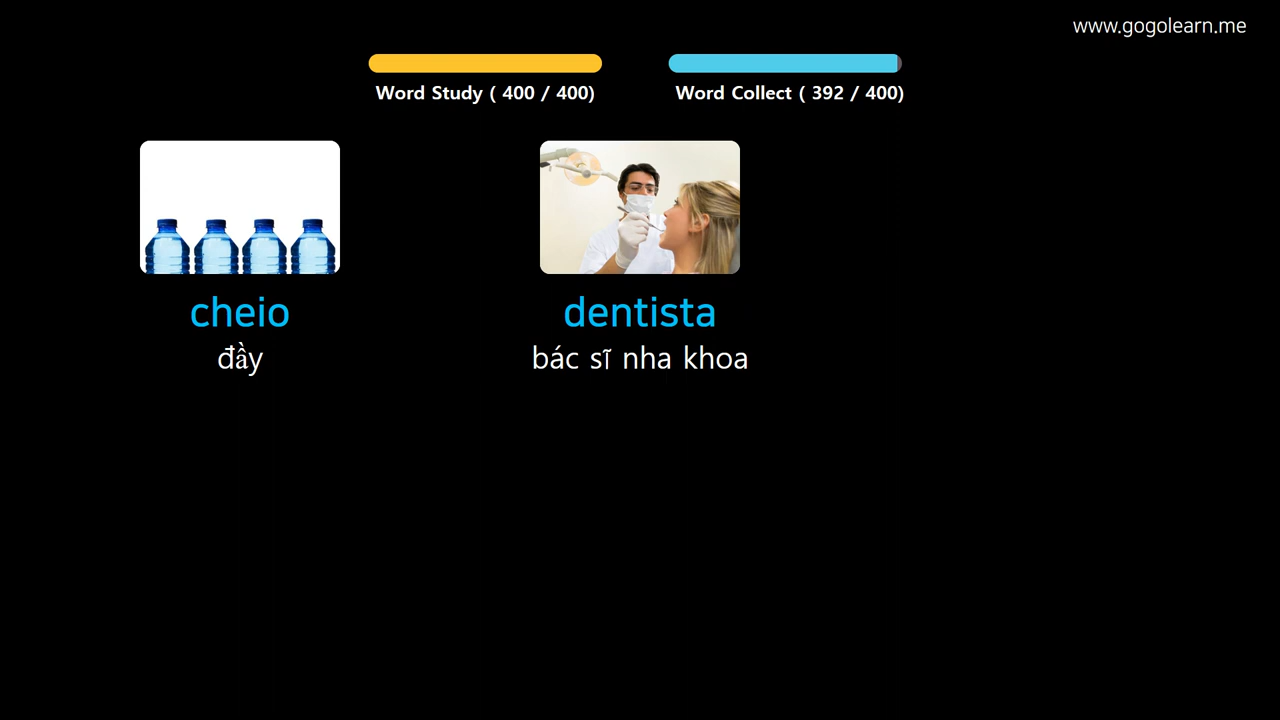 www.gogolearn.me
Word Study ( 400 / 400)
Word Collect ( 392 / 400)
cheio
đầy
dentista
bác sĩ nha khoa